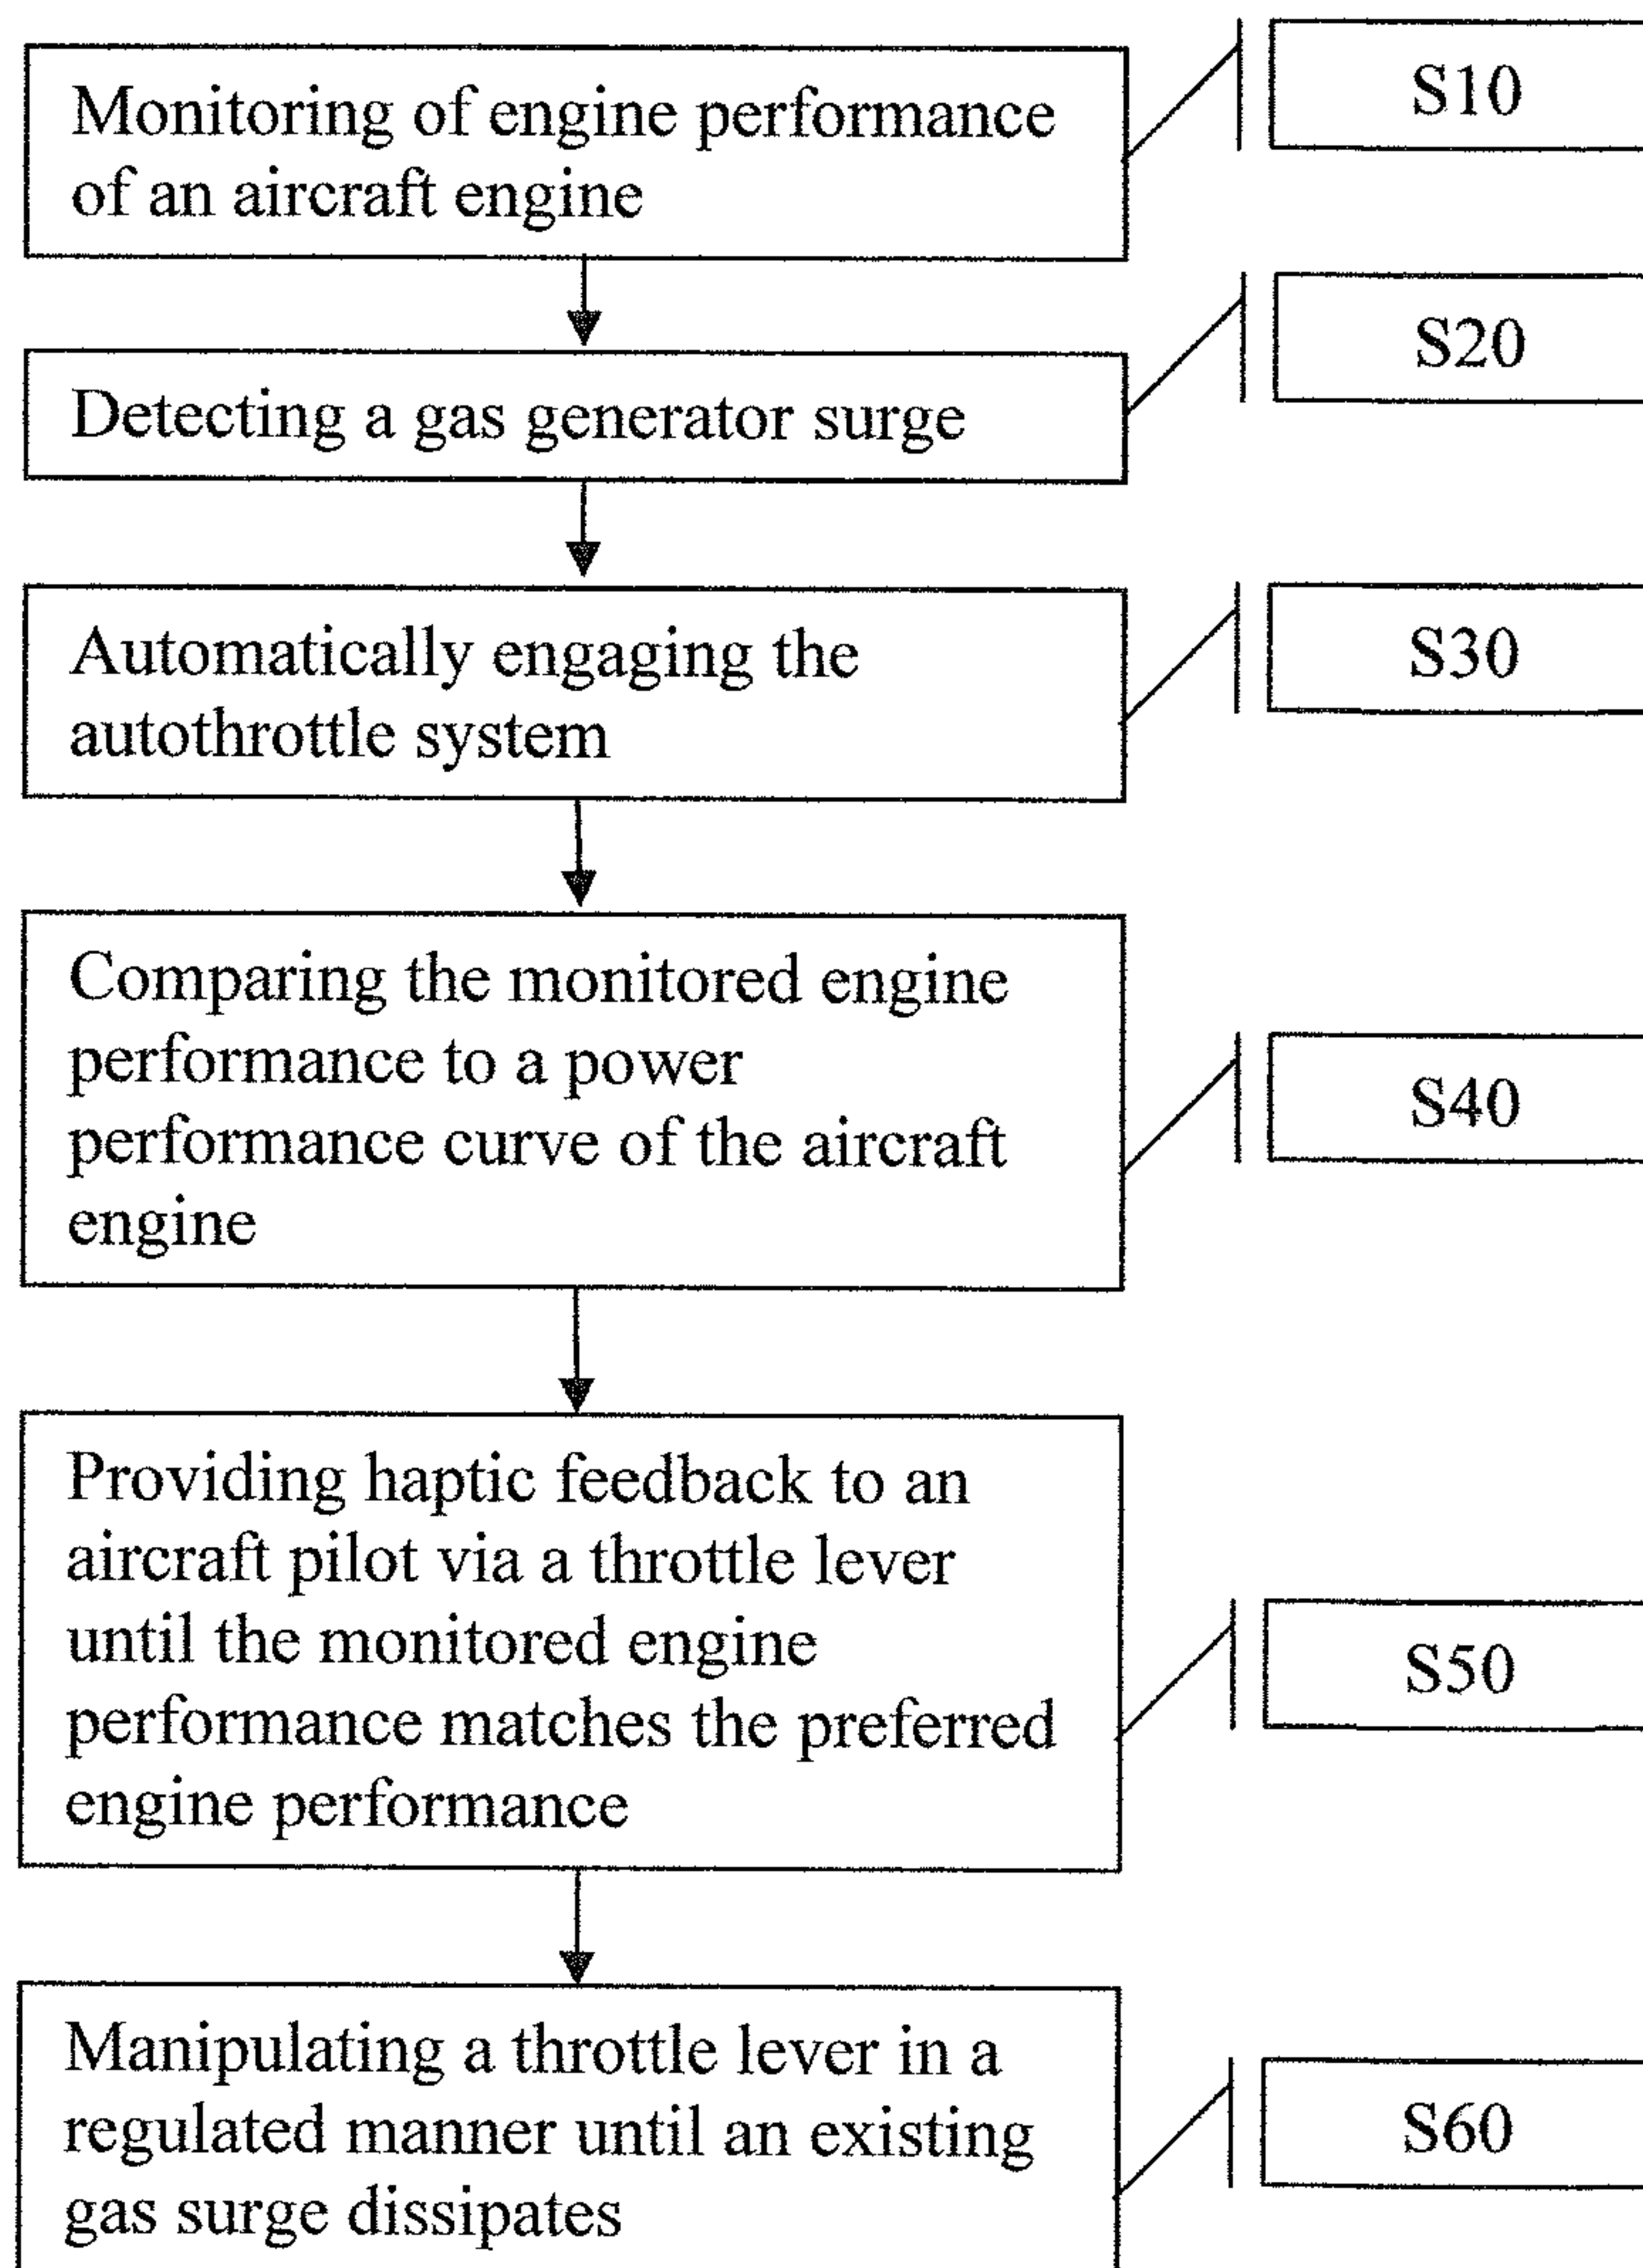 Monitoring of engine performance
of an aircraft engine
S10
Detecting a gas generator surge
S20
Automatically engaging the
autothrottle system
S30
Comparing the monitored engine
performance to a power
performance curve of the aircraft
engine
S40
Providing haptic feedback to an
aircraft pilot via a throttle lever
until the monitored engine
performance matches the preferred
engine performance
S50
Manipulating a throttle lever in a
regulated manner until an existing
gas surge dissipates
S60